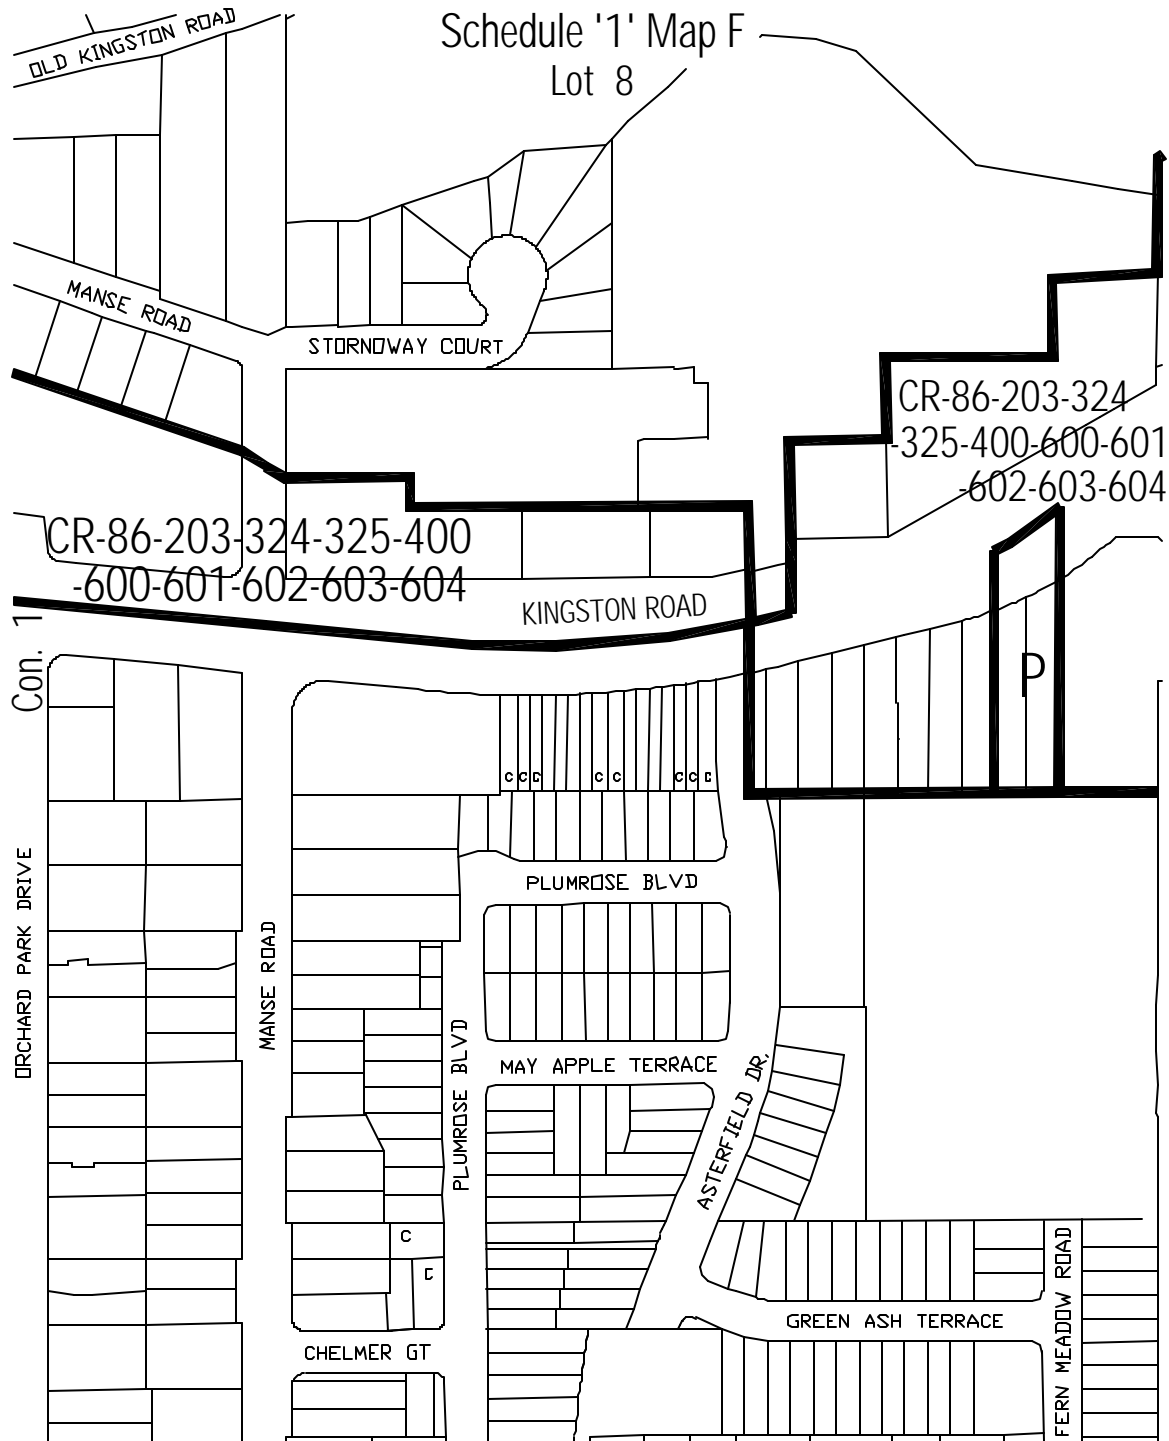 Schedule '1' Map F
Lot 8
OLD KINGSTON ROAD
MANSE ROAD
STORNOWAY COURT
CR-86-203-324
-325-400-600-601
-602-603-604
CR-86-203-324-325-400
-600-601-602-603-604
KINGSTON ROAD
Con. 1
P
C C C C C C C C
PLUMROSE BLVD
ORCHARD PARK DRIVE
MANSE ROAD
PLUMROSE BLVD
MAY APPLE TERRACE
ASTERFIELD DR.
C
C
FERN MEADOW ROAD
GREEN ASH TERRACE
CHELMER GT